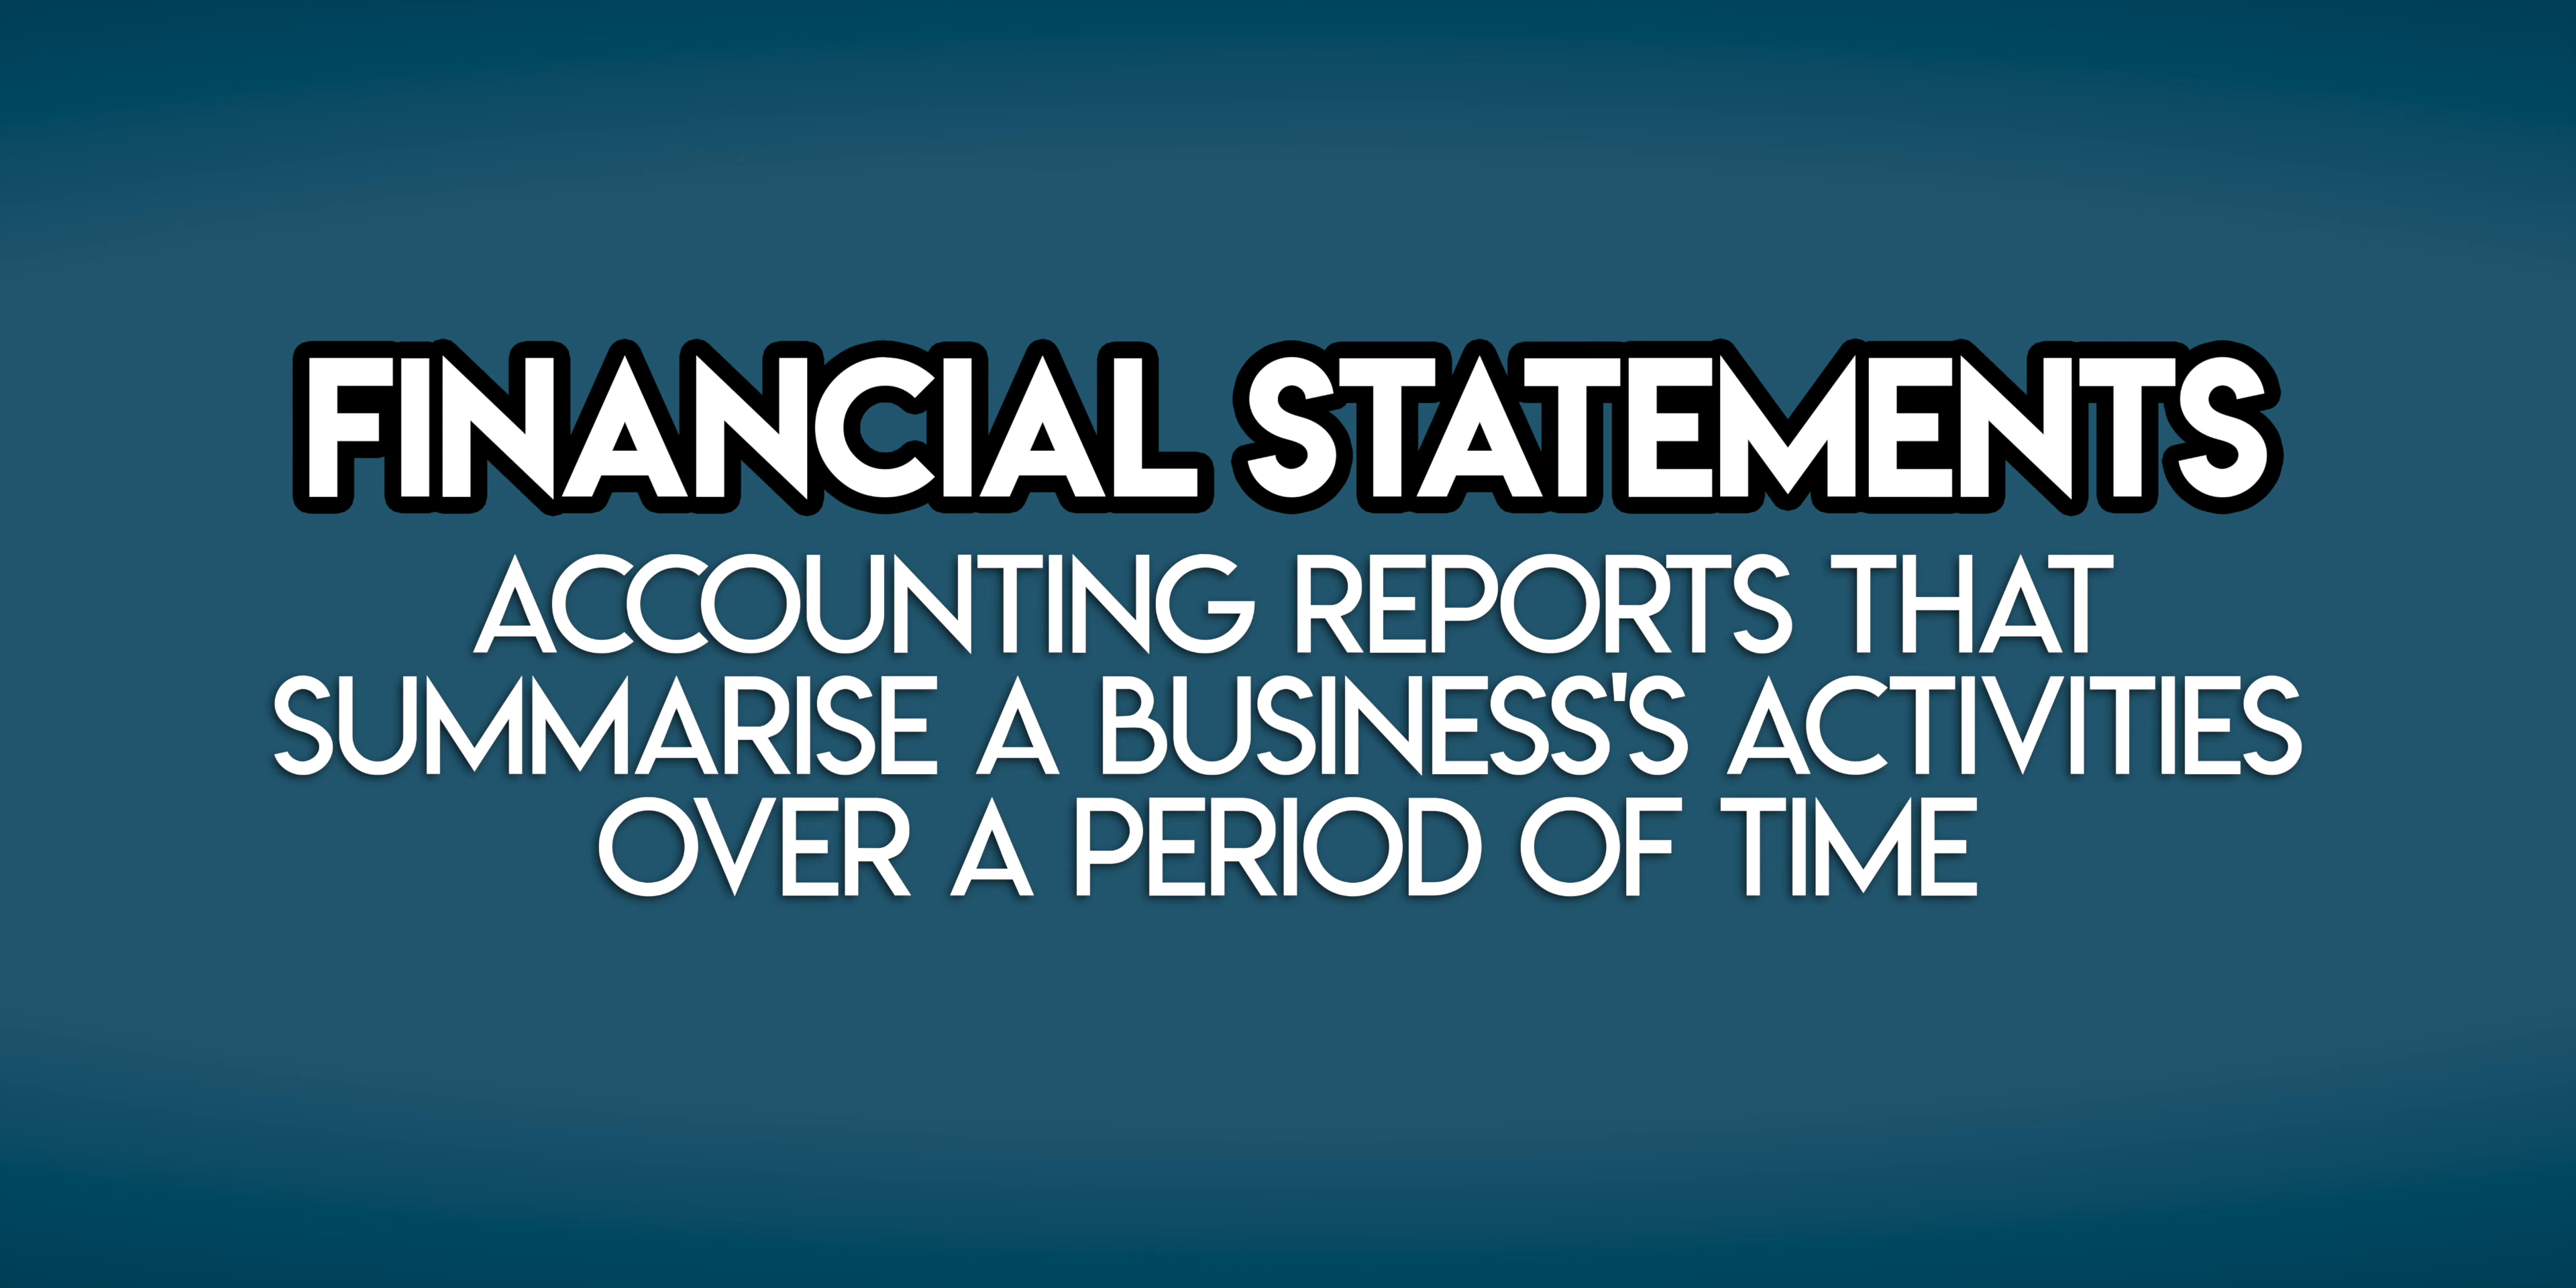 FINANCIAL STATEMENTS
ACCOUNTING REPORTS THAT
SUMMARISE A BUSINESS'S ACTIVITIES
OVER A PERIOD OF TIME